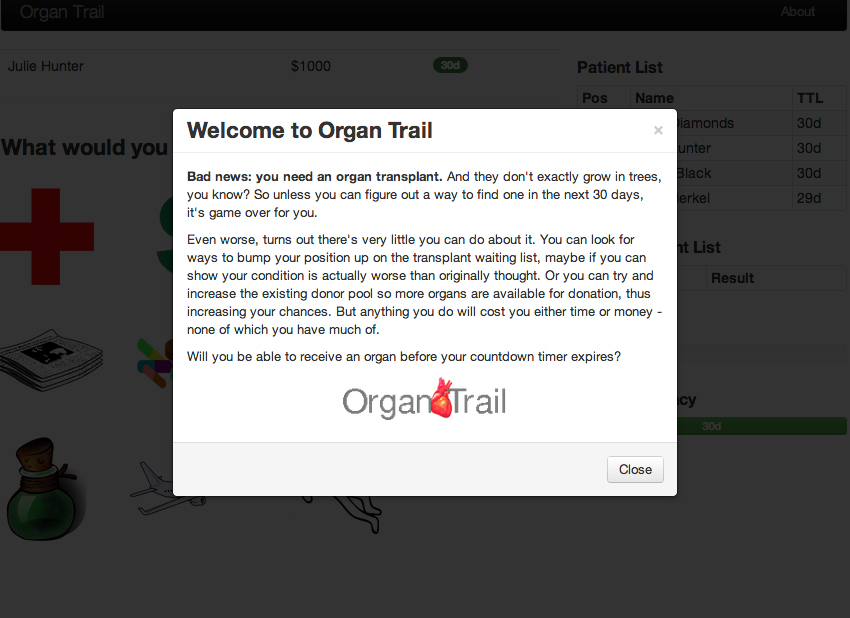 Organ Trail About
Julie Hunter $1000 30d
Patient List
Pos Name TTL
Diamonds 30d
unter 30d
Black 30d
erkel 29d
What would you
nt List
Result
cy
30d
Welcome to Organ Trail ×
Bad news: you need an organ transplant. And they don't exactly grow in trees,
you know? So unless you can figure out a way to find one in the next 30 days,
it's game over for you.
Even worse, turns out there's very little you can do about it. You can look for
ways to bump your position up on the transplant waiting list, maybe if you can
show your condition is actually worse than originally thought. Or you can try and
increase the existing donor pool so more organs are available for donation, thus
increasing your chances. But anything you do will cost you either time or money -
none of which you have much of.
Will you be able to receive an organ before your countdown timer expires?
Organ Trail
Close